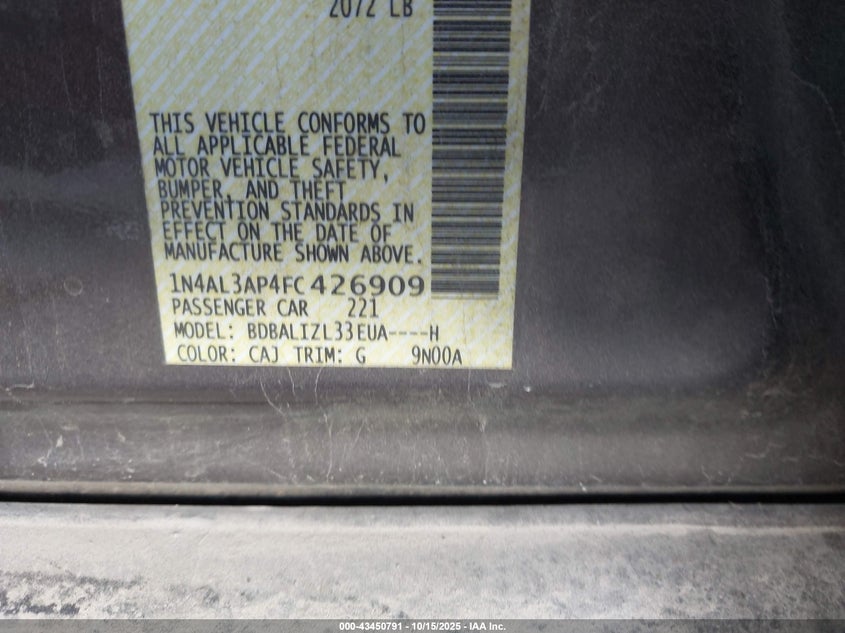 2072 LB
THIS VEHICLE CONFORMS TO
ALL APPLICABLE FEDERAL
MOTOR VEHICLE SAFETY,
BUMPER, AND THEFT
PREVENTION STANDARDS IN
EFFECT ON THE DATE OF
MANUFACTURE SHOWN ABOVE.
1N4AL3AP4FC426909
PASSENGER CAR 221
MODEL: BDBALIZL33EUA----H
COLOR: CAJ TRIM: G 9N00A
000-43450791 - 10/15/2025 - IAA Inc.